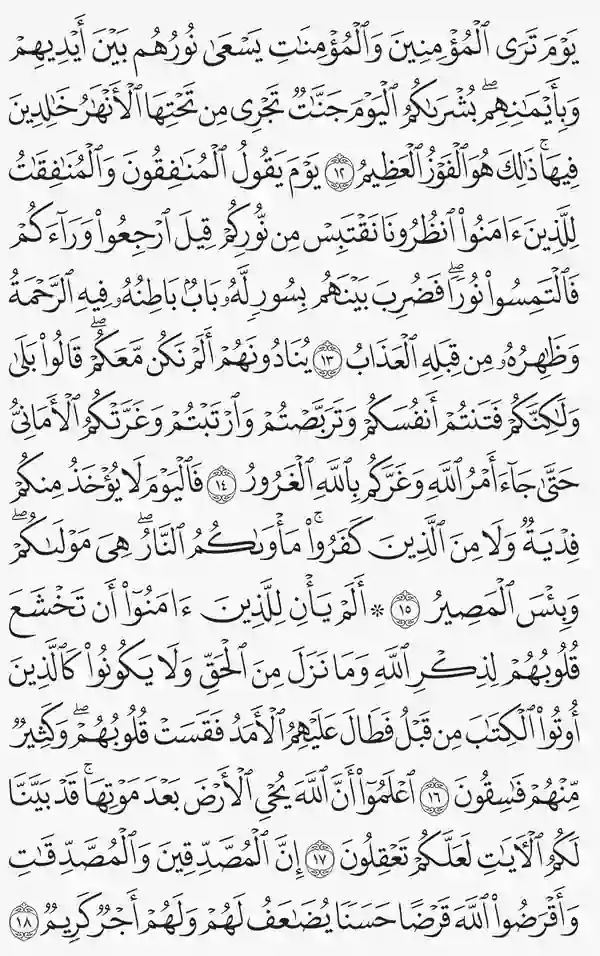 يَوْمَ تَرَى ٱلْمُؤْمِنِينَ وَٱلْمُؤْمِنَٰتِ يَسْعَىٰ نُورُهُم بَيْنَ أَيْدِيهِمْ
وَبِأَيْمَٰنِهِمۖ بُشْرَىٰكُمُ ٱلْيَوْمَ جَنَّٰتٌ تَجْرِى مِن تَحْتِهَا ٱلْأَنْهَٰرُ خَٰلِدِينَ
فِيهَاۚ ذَٰلِكَ هُوَ ٱلْفَوْزُ ٱلْعَظِيمُ ١٢ يَوْمَ يَقُولُ ٱلْمُنَٰفِقُونَ وَٱلْمُنَٰفِقَٰتُ
لِلَّذِينَ ءَامَنُوا۟ ٱنظُرُونَا نَقْتَبِسْ مِن نُّورِكُمْ قِيلَ ٱرْجِعُوا۟ وَرَآءَكُمْ
فَٱلْتَمِسُوا۟ نُورًاۖ فَضُرِبَ بَيْنَهُم بِسُورٍ لَّهُۥ بَابٌۢ بَاطِنُهُۥ فِيهِ ٱلرَّحْمَةُ
وَظَٰهِرُهُۥ مِن قِبَلِهِ ٱلْعَذَابُ ١٣ يُنَادُونَهُمْ أَلَمْ نَكُن مَّعَكُمْۖ قَالُوا۟ بَلَىٰ
وَلَٰكِنَّكُمْ فَتَنتُمْ أَنفُسَكُمْ وَتَرَبَّصْتُمْ وَٱرْتَبْتُمْ وَغَرَّتْكُمُ ٱلْأَمَانِىُّ
حَتَّىٰ جَآءَ أَمْرُ ٱللَّهِ وَغَرَّكُم بِٱللَّهِ ٱلْغَرُورُ ١٤ فَٱلْيَوْمَ لَا يُؤْخَذُ مِنكُمْ
فِدْيَةٌ وَلَا مِنَ ٱلَّذِينَ كَفَرُوا۟ۚ مَأْوَىٰكُمُ ٱلنَّارُۖ هِىَ مَوْلَىٰكُمْۖ
وَبِئْسَ ٱلْمَصِيرُ ١٥ ۞ أَلَمْ يَأْنِ لِلَّذِينَ ءَامَنُوٓا۟ أَن تَخْشَعَ
قُلُوبُهُمْ لِذِكْرِ ٱللَّهِ وَمَا نَزَلَ مِنَ ٱلْحَقِّ وَلَا يَكُونُوا۟ كَٱلَّذِينَ
أُوتُوا۟ ٱلْكِتَٰبَ مِن قَبْلُ فَطَالَ عَلَيْهِمُ ٱلْأَمَدُ فَقَسَتْ قُلُوبُهُمْۖ وَكَثِيرٌ
مِّنْهُمْ فَٰسِقُونَ ١٦ ٱعْلَمُوٓا۟ أَنَّ ٱللَّهَ يُحْىِ ٱلْأَرْضَ بَعْدَ مَوْتِهَاۚ قَدْ بَيَّنَّا
لَكُمُ ٱلْءَايَٰتِ لَعَلَّكُمْ تَعْقِلُونَ ١٧ إِنَّ ٱلْمُصَّدِّقِينَ وَٱلْمُصَّدِّقَٰتِ
وَأَقْرَضُوا۟ ٱللَّهَ قَرْضًا حَسَنًا يُضَٰعَفُ لَهُمْ وَلَهُمْ أَجْرٌ كَرِيمٌ ١٨